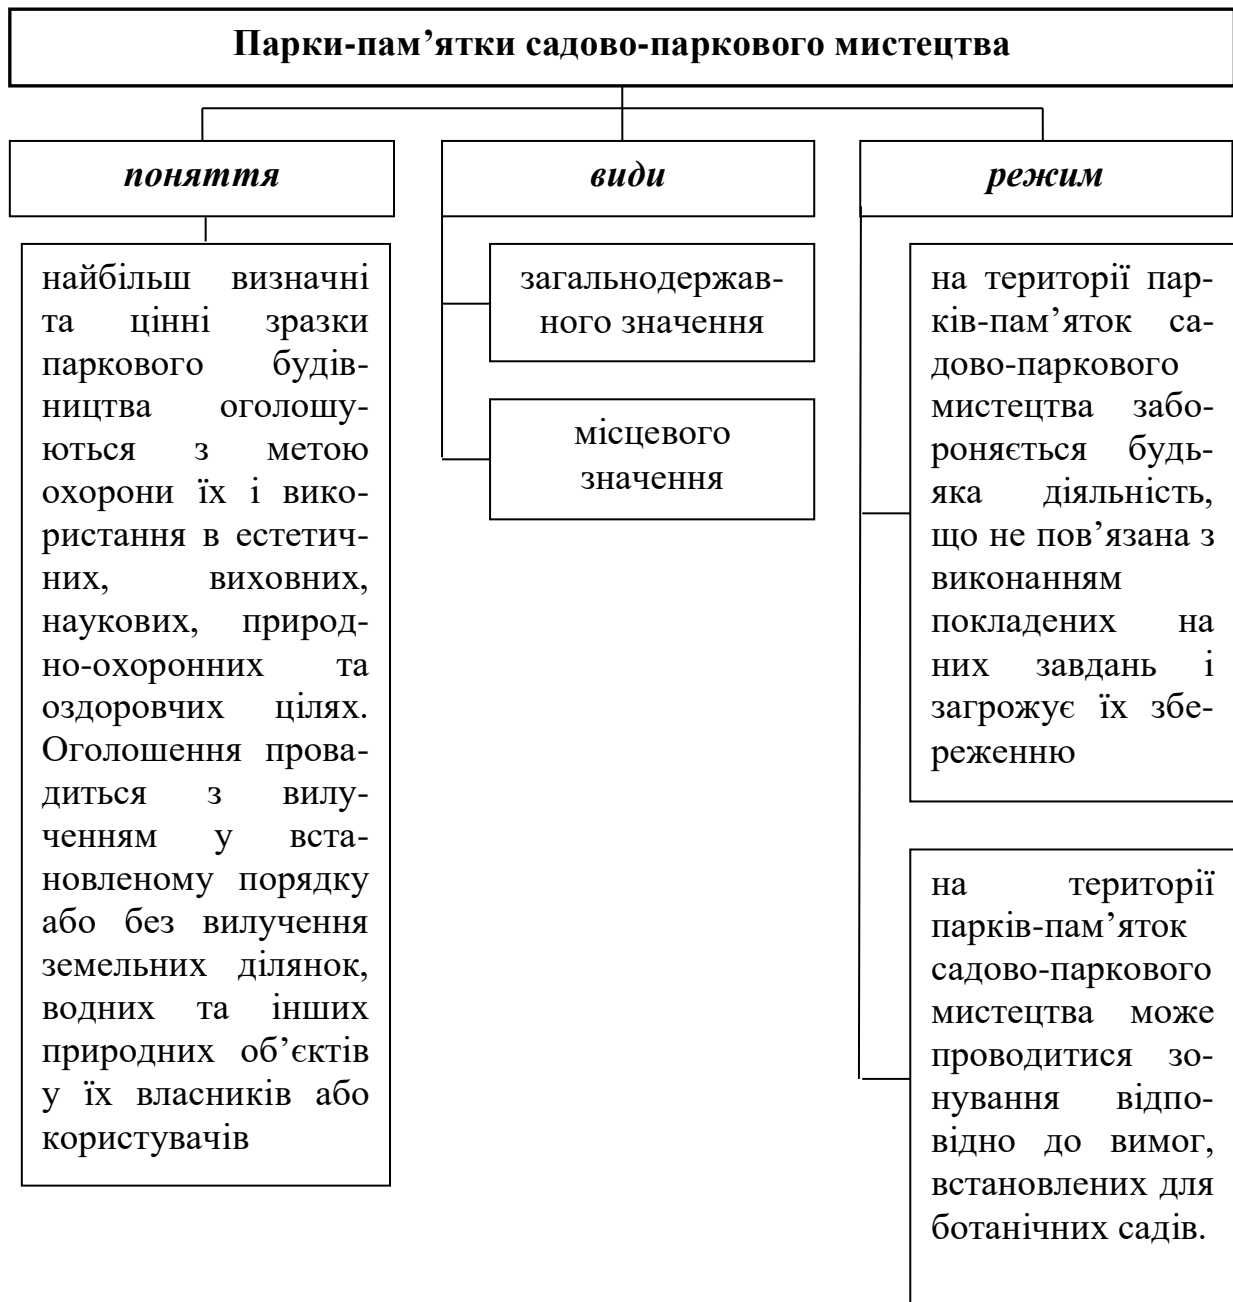 Парки-пам’ятки садово-паркового мистецтва
поняття
найбільш визначні
та цінні зразки
паркового будів-
ництва оголошу-
ються з метою
охорони їх і вико-
ристання в естетич-
них, виховних,
наукових, природ-
но-охоронних та
оздоровчих цілях.
Оголошення прова-
диться з вилу-
ченням у вста-
новленому порядку
або без вилучення
земельних ділянок,
водних та інших
природних об’єктів
у їх власників або
користувачів
види
загальнодержав-
ного значення
місцевого
значення
режим
на території пар-
ків-пам’яток са-
дово-паркового
мистецтва забо-
роняється будь-
яка діяльність,
що не пов’язана з
виконанням
покладених на
них завдань і
загрожує їх збе-
реженню
на території
парків-пам’яток
садово-паркового
мистецтва може
проводитися зо-
нування відпо-
відно до вимог,
встановлених для
ботанічних садів.